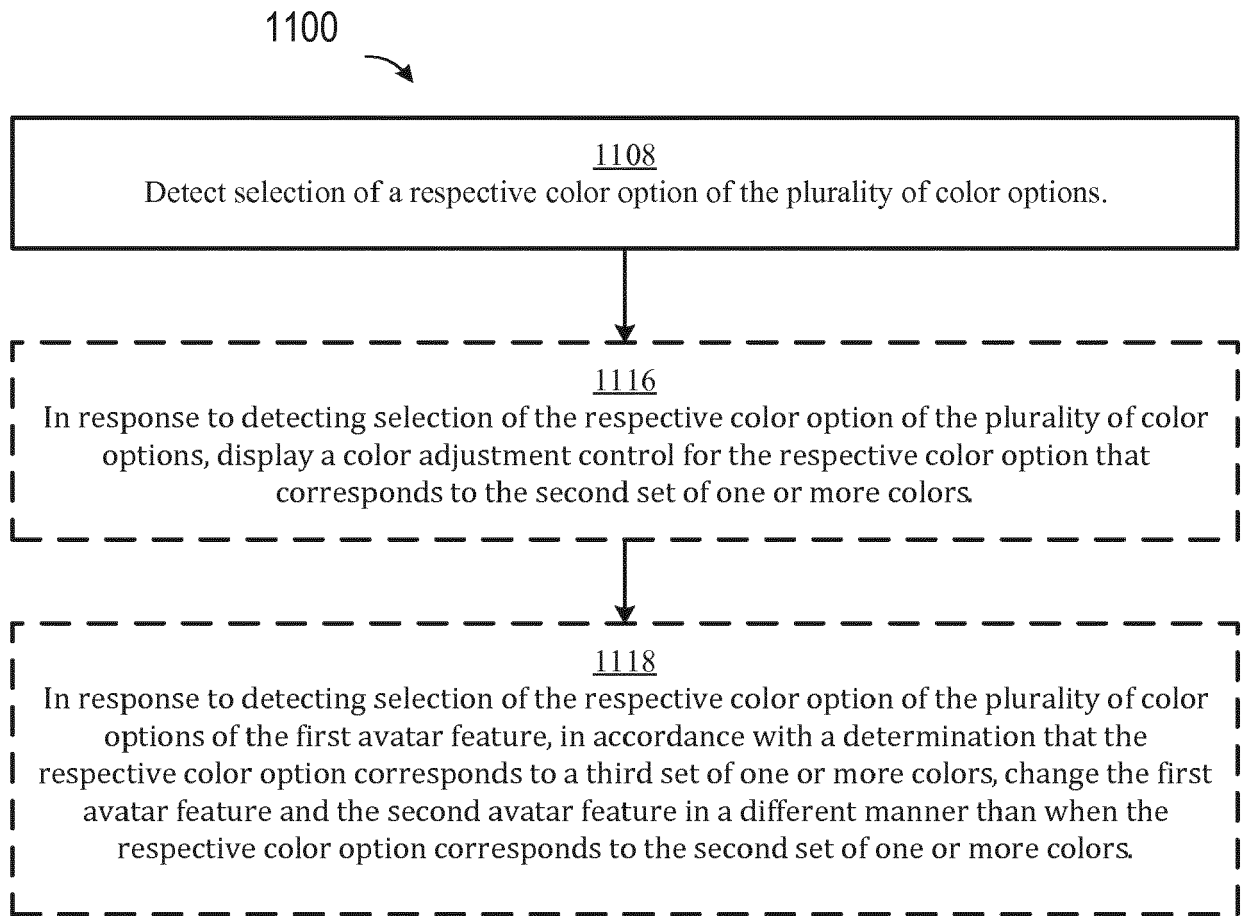 1100
1108
Detect selection of a respective color option of the plurality of color options.
1116
In response to detecting selection of the respective color option of the plurality of color
options, display a color adjustment control for the respective color option that
corresponds to the second set of one or more colors.
1118
In response to detecting selection of the respective color option of the plurality of color
options of the first avatar feature, in accordance with a determination that the
respective color option corresponds to a third set of one or more colors, change the first
avatar feature and the second avatar feature in a different manner than when the
respective color option corresponds to the second set of one or more colors.